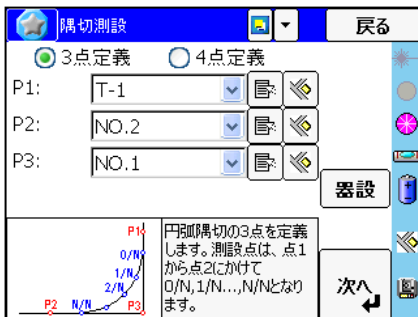 隅切測設
戻る
3点定義 4点定義
P1: T-1
P2: NO.2
P3: NO.1
器設
P1
0/N
1/N
2/N
P2 N/N P3
円弧隅切の3点を定義
します。測設点は、点1
から点2にかけて
0/N,1/N...,N/Nとなり
ます。
次へ